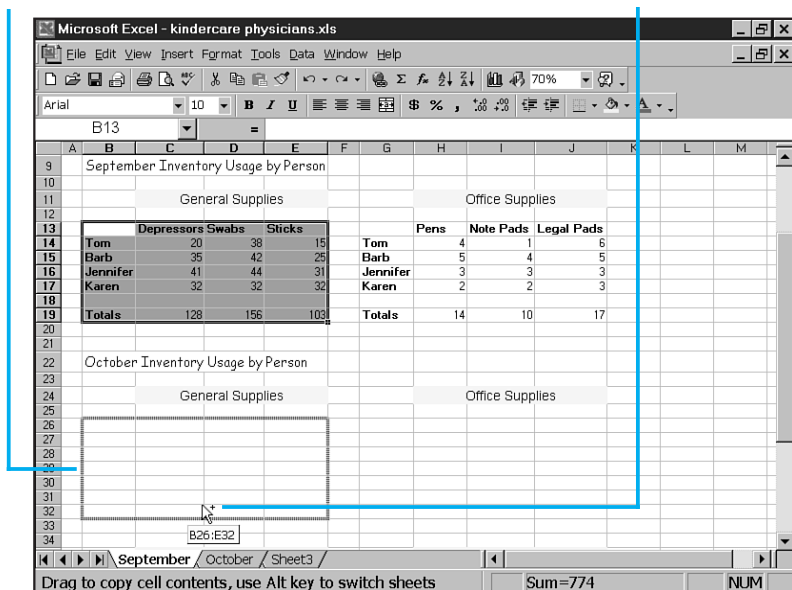 Microsoft Excel - kindercare physicians.xls
File Edit View Insert Format Tools Data Window Help
70%
Arial 10 B I U $ % ,
B13 =
A B C D E F G H I J K L M
9 September Inventory Usage by Person
10
11 General Supplies Office Supplies
12
13 Depressors Swabs Sticks Pens Note Pads Legal Pads
14 Tom 20 38 15 Tom 4 1 6
15 Barb 35 42 25 Barb 5 4 5
16 Jennifer 41 44 31 Jennifer 3 3 3
17 Karen 32 32 32 Karen 2 2 3
18
19 Totals 128 156 103 Totals 14 10 17
20
21
22 October Inventory Usage by Person
23
24 General Supplies Office Supplies
25
26
27
28
29
30
31
32
B26:E32
33
34
September October Sheet3
Drag to copy cell contents, use Alt key to switch sheets Sum=774 NUM